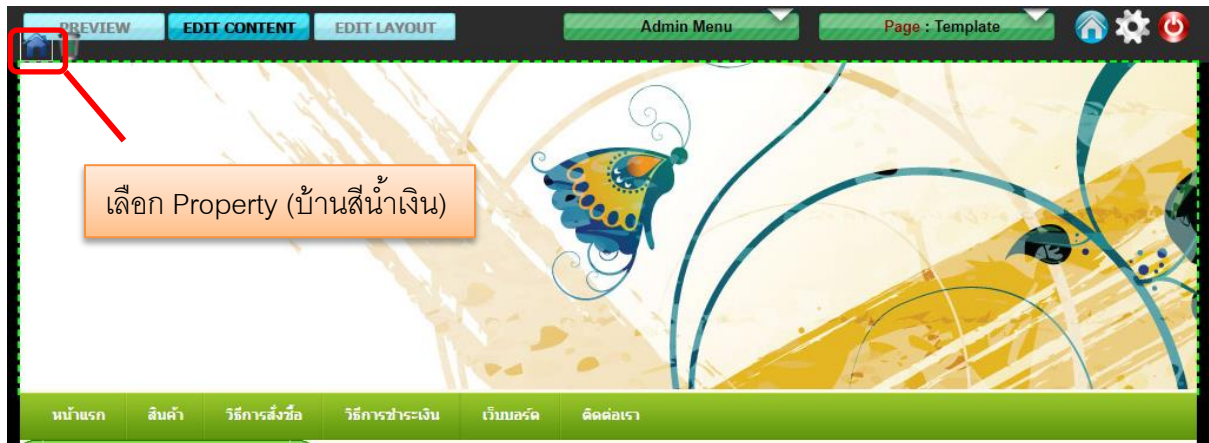 PREVIEW EDIT CONTENT EDIT LAYOUT Admin Menu Page : Template
เลือก Property (บ้านสีน้ำเงิน)
หน้าแรก สินค้า วิธีการสั่งซื้อ วิธีการชำระเงิน เว็บบอร์ด ติดต่อเรา